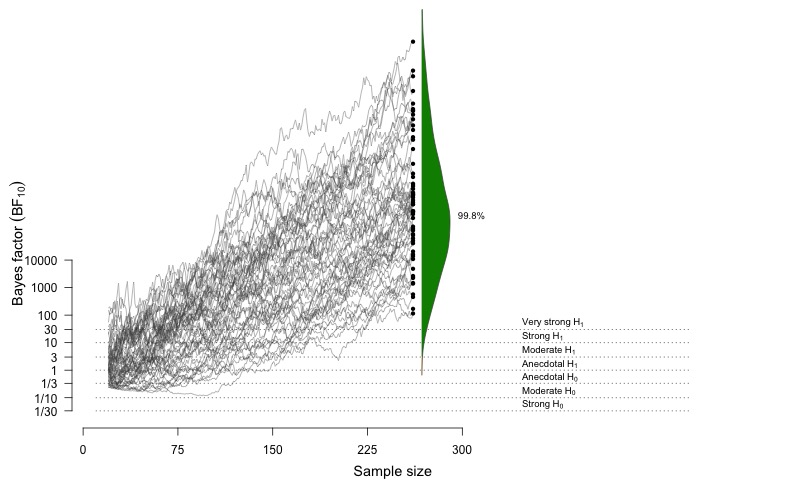 99.8%
Bayes factor (BF₁₀)
10000
1000
100
30
10
3
1
1/3
1/10
1/30
Very strong H₁
Strong H₁
Moderate H₁
Anecdotal H₁
Anecdotal H₀
Moderate H₀
Strong H₀
0 75 150 225 300
Sample size